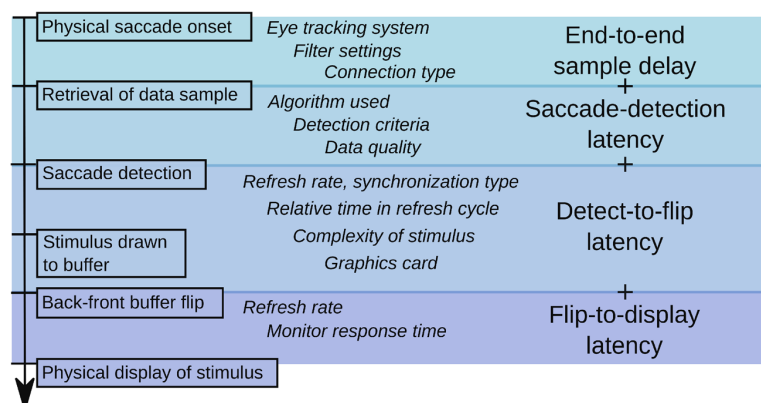 Physical saccade onset
Eye tracking system
Filter settings
Connection type
End-to-end
sample delay
+
Retrieval of data sample
Algorithm used
Detection criteria
Data quality
Saccade-detection
latency
+
Saccade detection
Refresh rate, synchronization type
Relative time in refresh cycle
Complexity of stimulus
Graphics card
Detect-to-flip
latency
Stimulus drawn
to buffer
+
Back-front buffer flip
Refresh rate
Monitor response time
Flip-to-display
latency
Physical display of stimulus